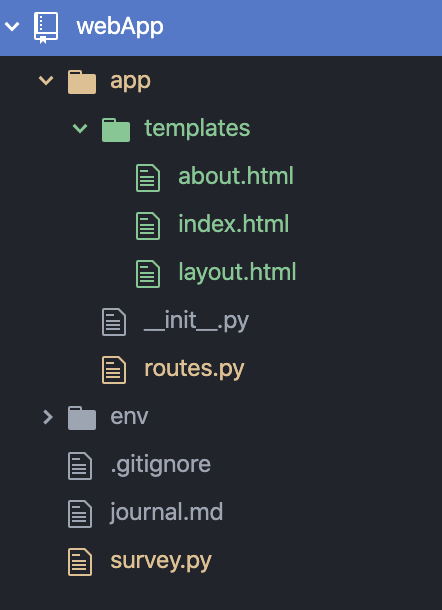 webApp
app
templates
about.html
index.html
layout.html
__init__.py
routes.py
env
.gitignore
journal.md
survey.py